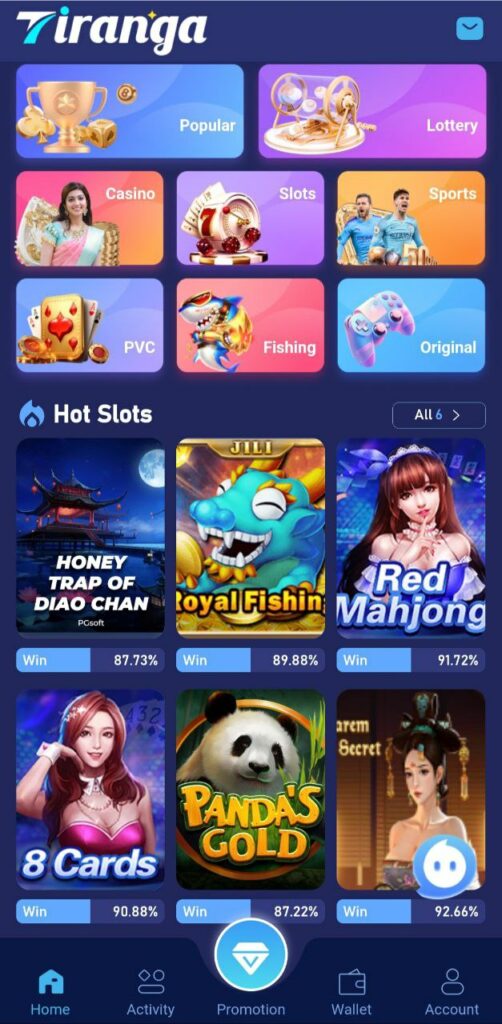 Tiranga
Popular
Lottery
Casino
Slots
Sports
PVC
Fishing
Original
Hot Slots
All 6 >
HONEY
TRAP OF
DIAO CHAN
PGsoft
JILI
Royal Fishin
Red
Mahjong
Win 87.73%
Win 89.88%
Win 91.72%
8 Cards
PANDA'S
GOLD
arem
Secret
Win 90.88%
Win 87.22%
Win 92.66%
Home
Activity
Promotion
Wallet
Account